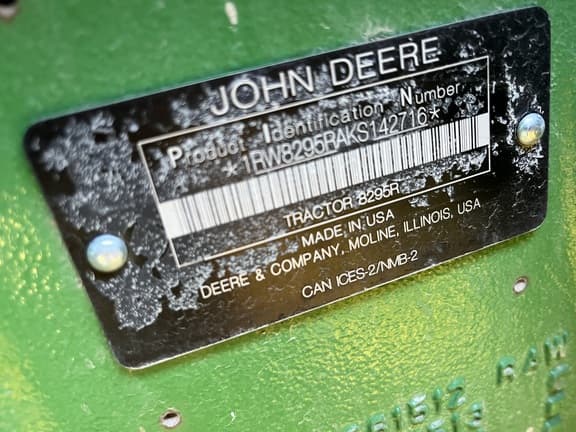 JOHN DEERE
Product Identification Number
*1RW8295RAKS142716*
TRACTOR 8295R
MADE IN USA
DEERE & COMPANY, MOLINE, ILLINOIS, USA
CAN ICES-2/NMB-2
RAW